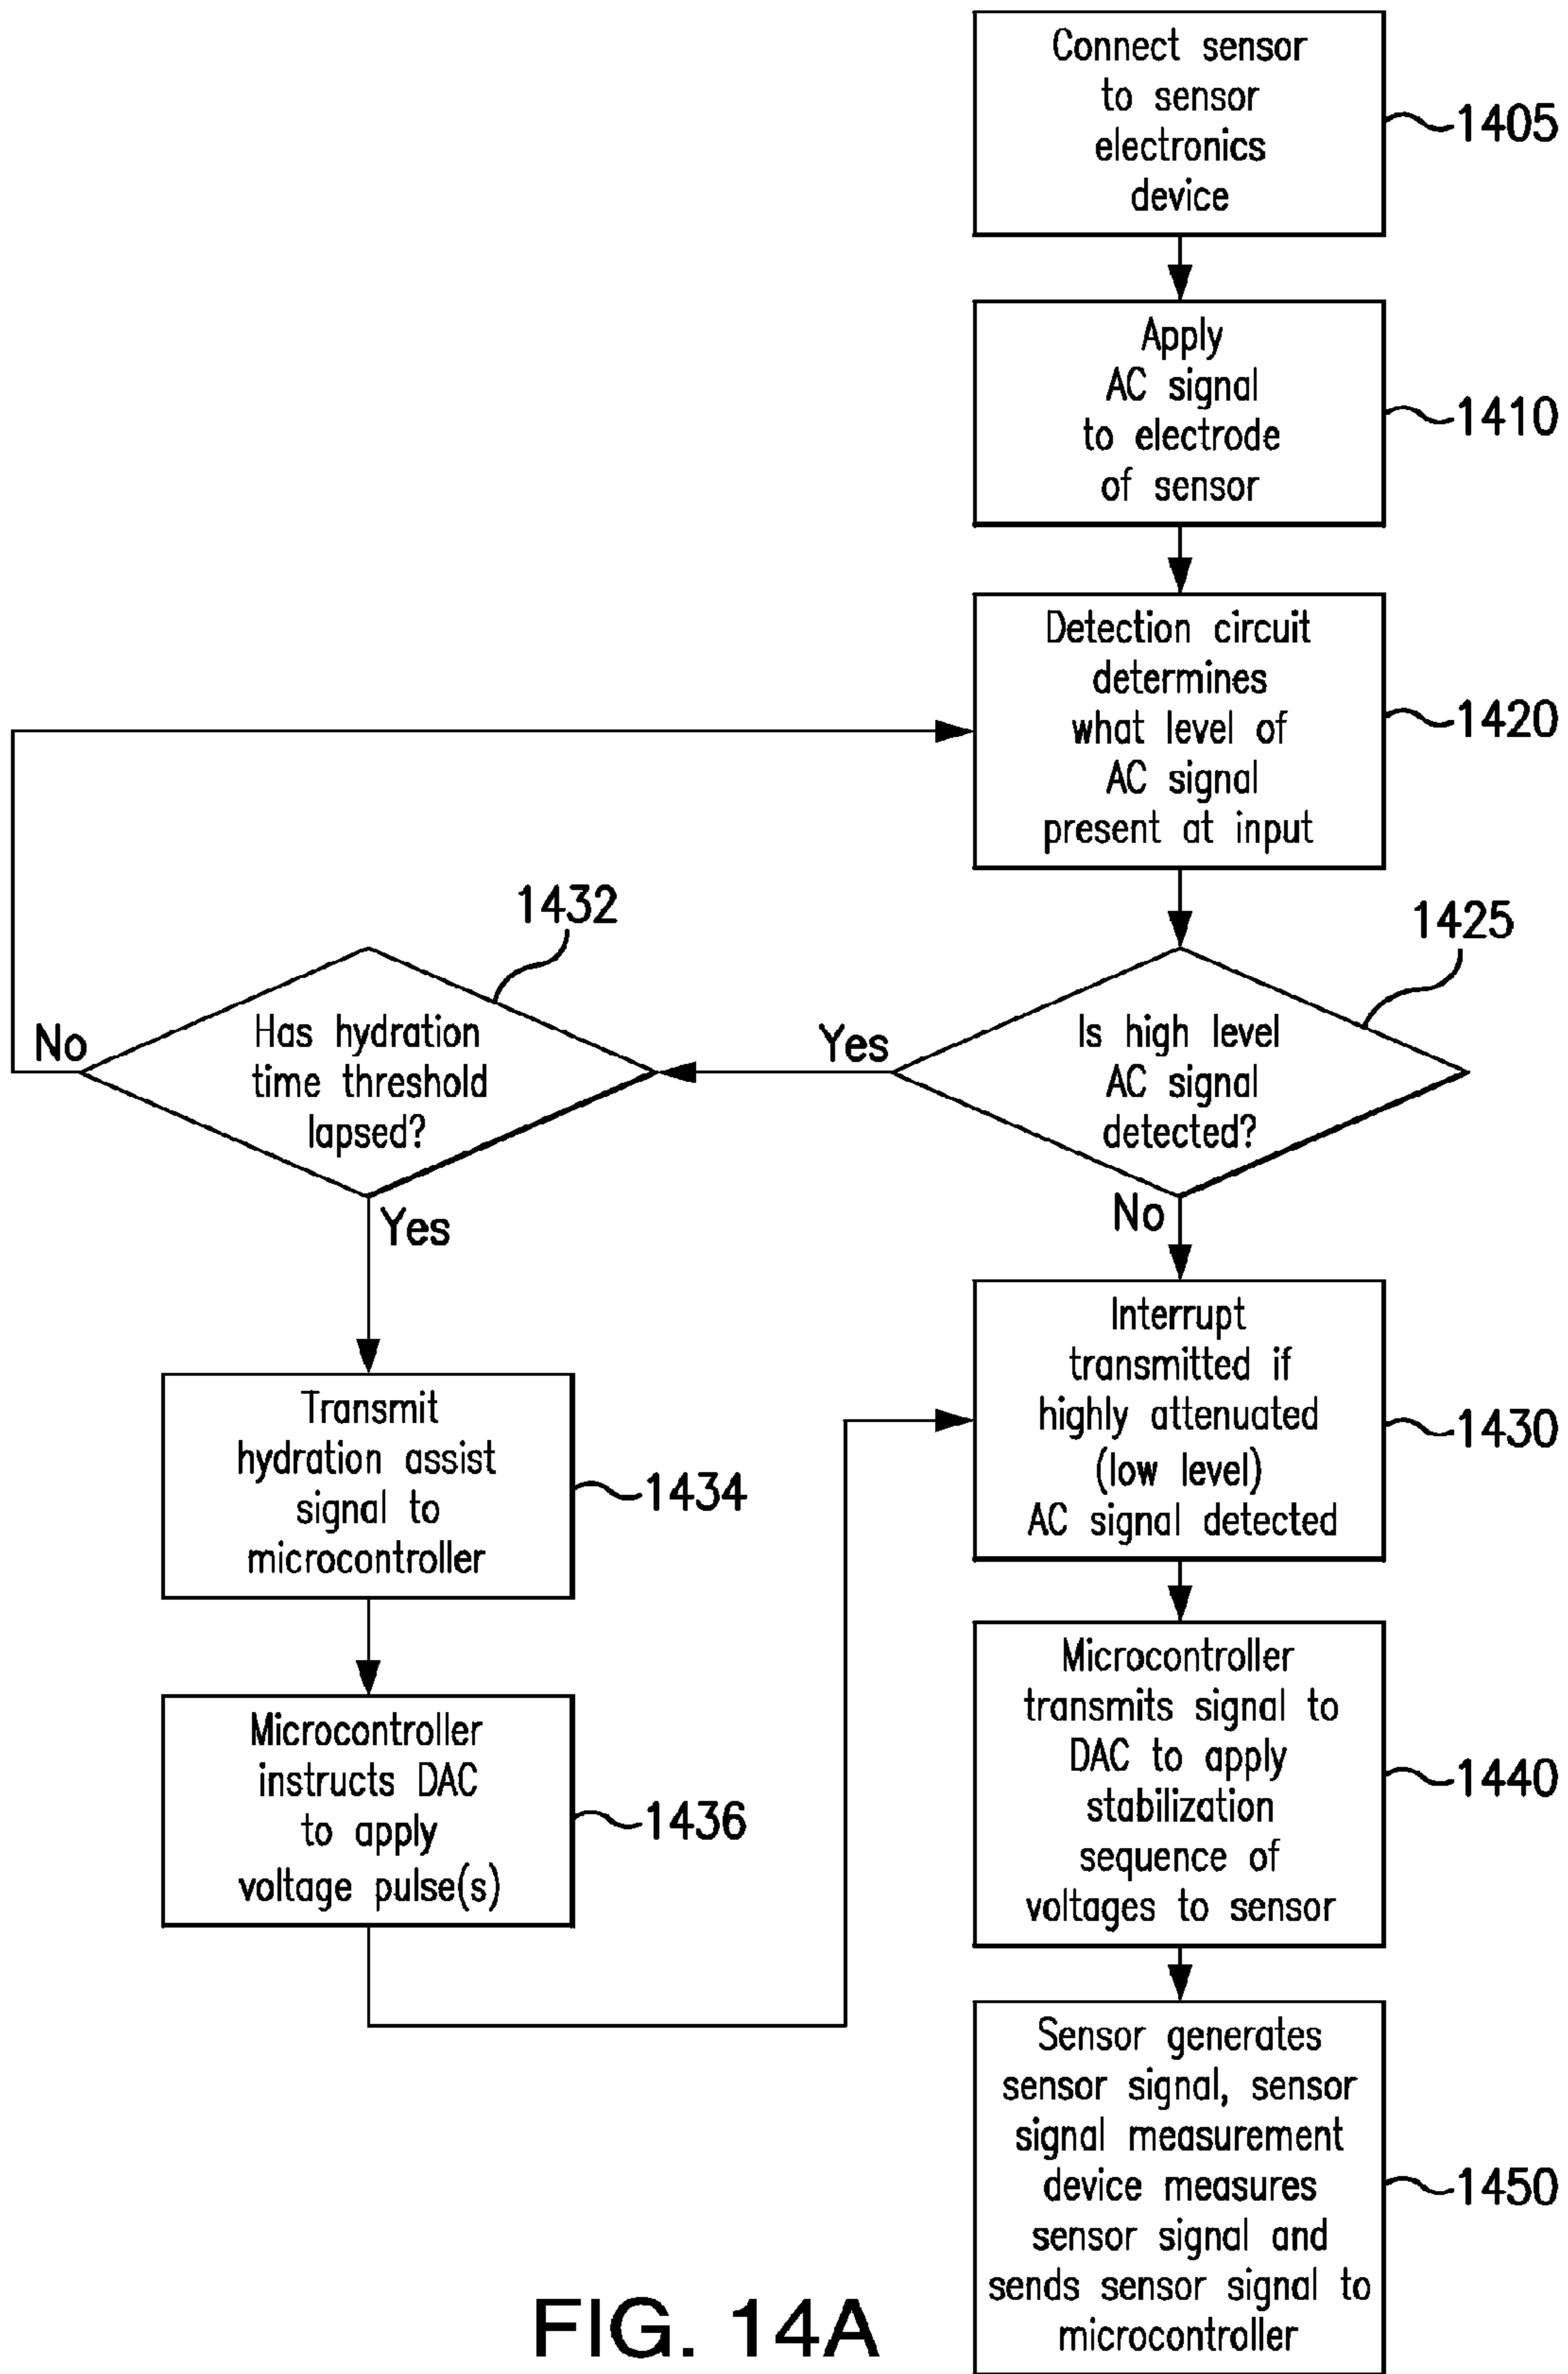 Connect sensor
to sensor
electronics
device
1405
Apply
AC signal
to electrode
of sensor
1410
Detection circuit
determines
what level of
AC signal
present at input
1420
1432
Has hydration
time threshold
lapsed?
No
Yes
1425
Is high level
AC signal
detected?
Yes
No
Transmit
hydration assist
signal to
microcontroller
1434
Microcontroller
instructs DAC
to apply
voltage pulse(s)
1436
Interrupt
transmitted if
highly attenuated
(low level)
AC signal detected
1430
Microcontroller
transmits signal to
DAC to apply
stabilization
sequence of
voltages to sensor
1440
Sensor generates
sensor signal, sensor
signal measurement
device measures
sensor signal and
sends sensor signal to
microcontroller
1450
FIG. 14A